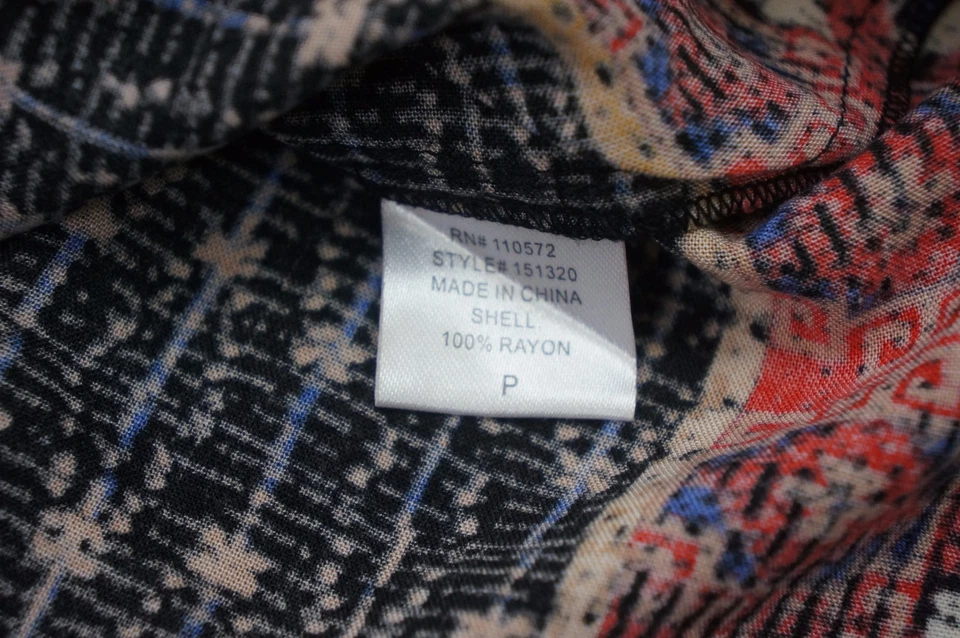 RN# 110572
STYLE# 151320
MADE IN CHINA
SHELL:
100% RAYON
P